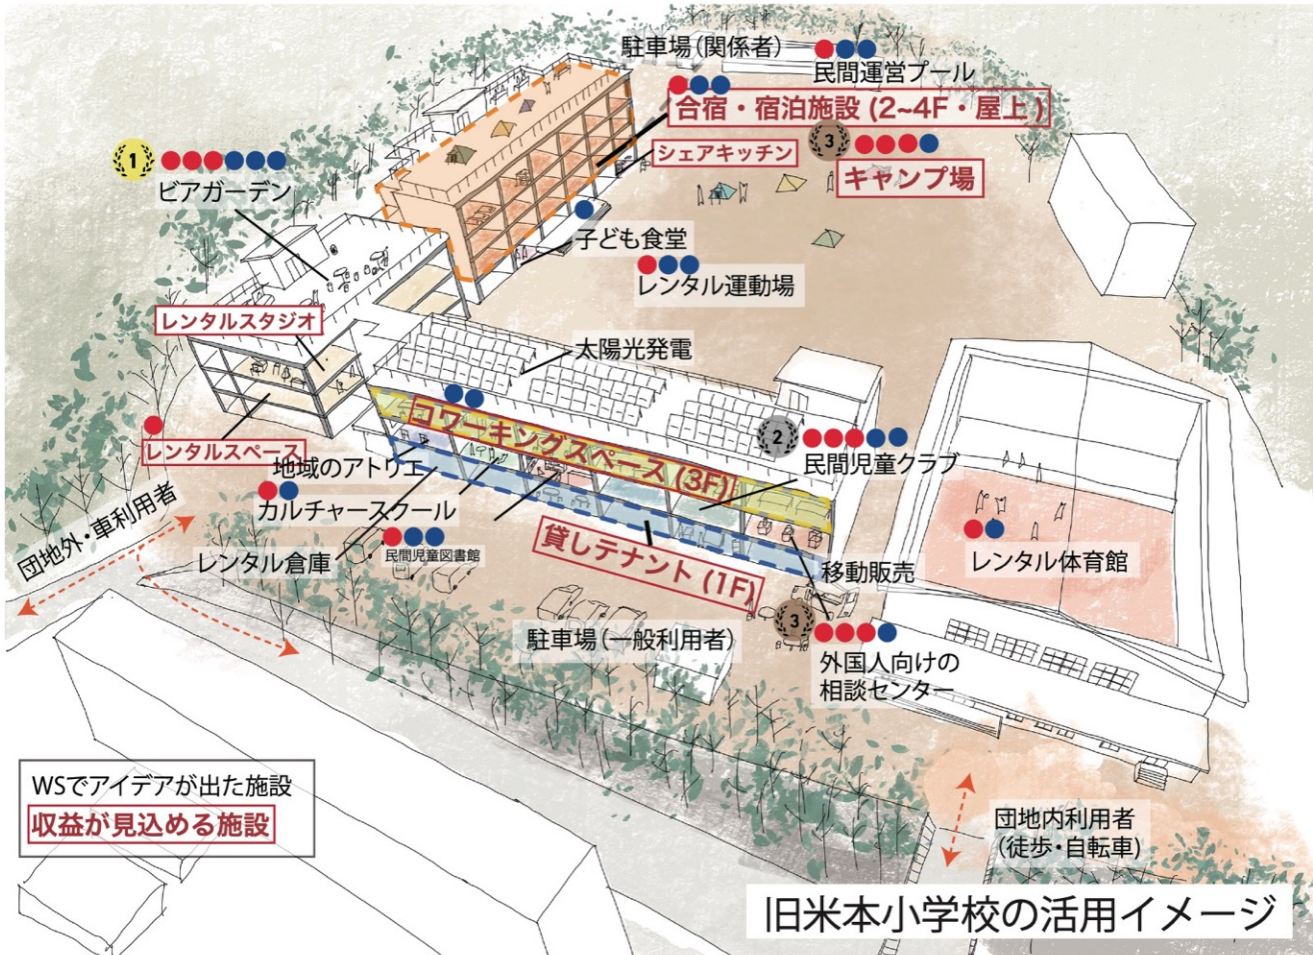 駐車場（関係者）
民間運営プール
合宿・宿泊施設 (2~4F・屋上)
シェアキッチン
3
キャンプ場
1
ビアガーデン
子ども食堂
レンタル運動場
レンタルスタジオ
太陽光発電
コワーキングスペース (3F)
2
民間児童クラブ
レンタルスペース
地域のアトリエ
カルチャースクール
団地外・車利用者
レンタル倉庫
民間児童図書館
貸しテナント (1F)
移動販売
レンタル体育館
駐車場（一般利用者）
3
外国人向けの
相談センター
WSでアイデアが出た施設
収益が見込める施設
団地内利用者
（徒歩・自転車)
旧米本小学校の活用イメージ